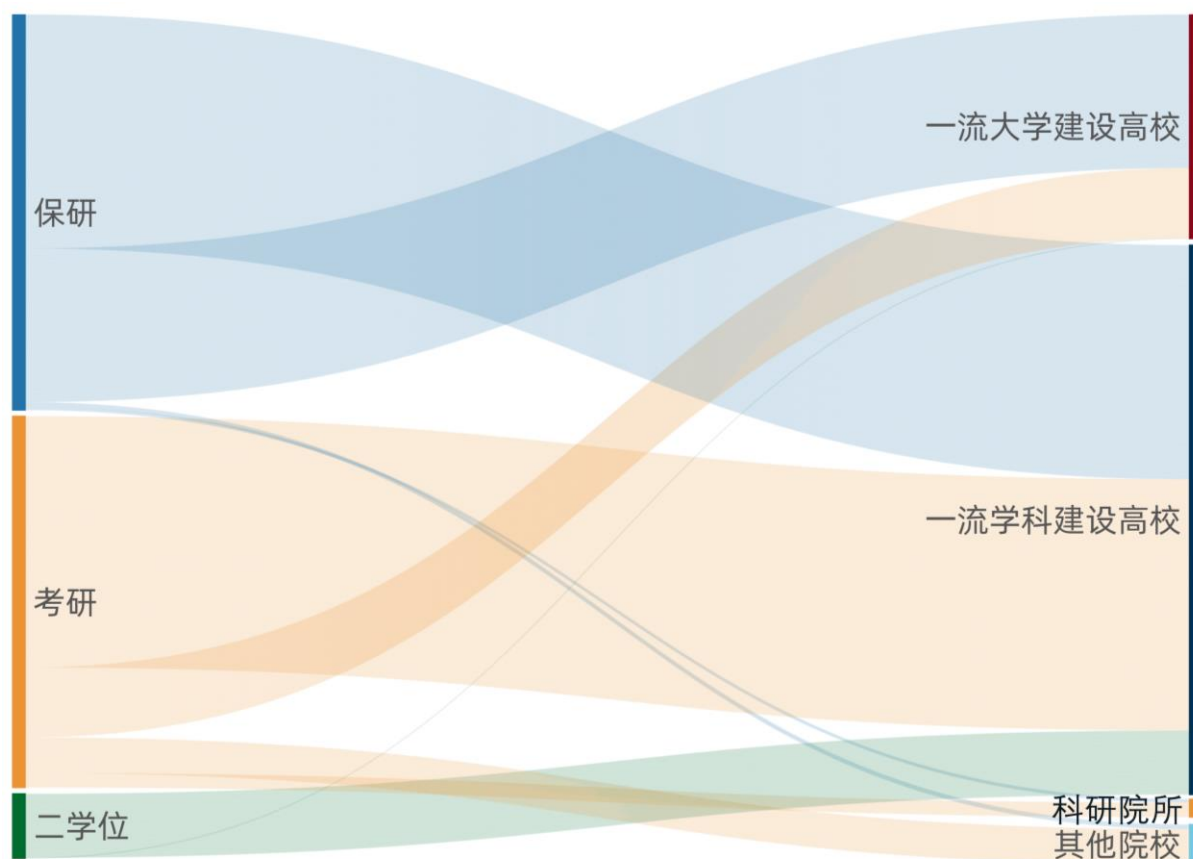 保研
考研
二学位
一流大学建设高校
一流学科建设高校
科研院所
其他院校